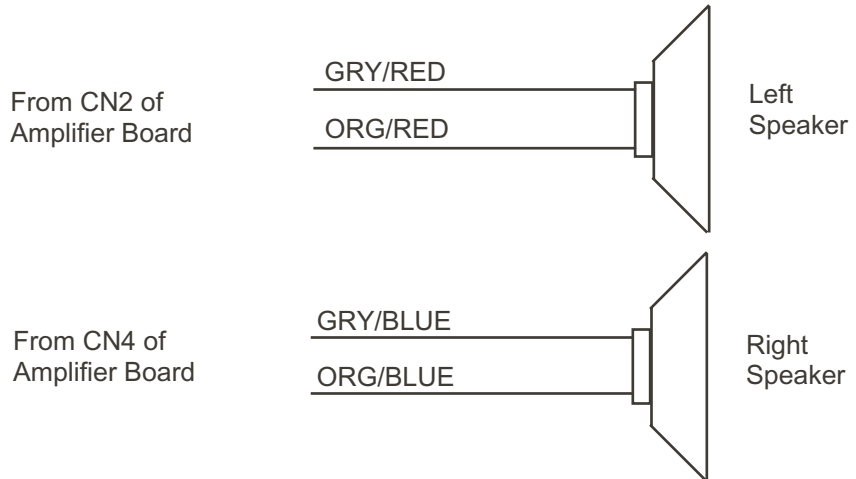 From CN2 of
Amplifier Board
GRY/RED
ORG/RED
Left
Speaker
From CN4 of
Amplifier Board
GRY/BLUE
ORG/BLUE
Right
Speaker